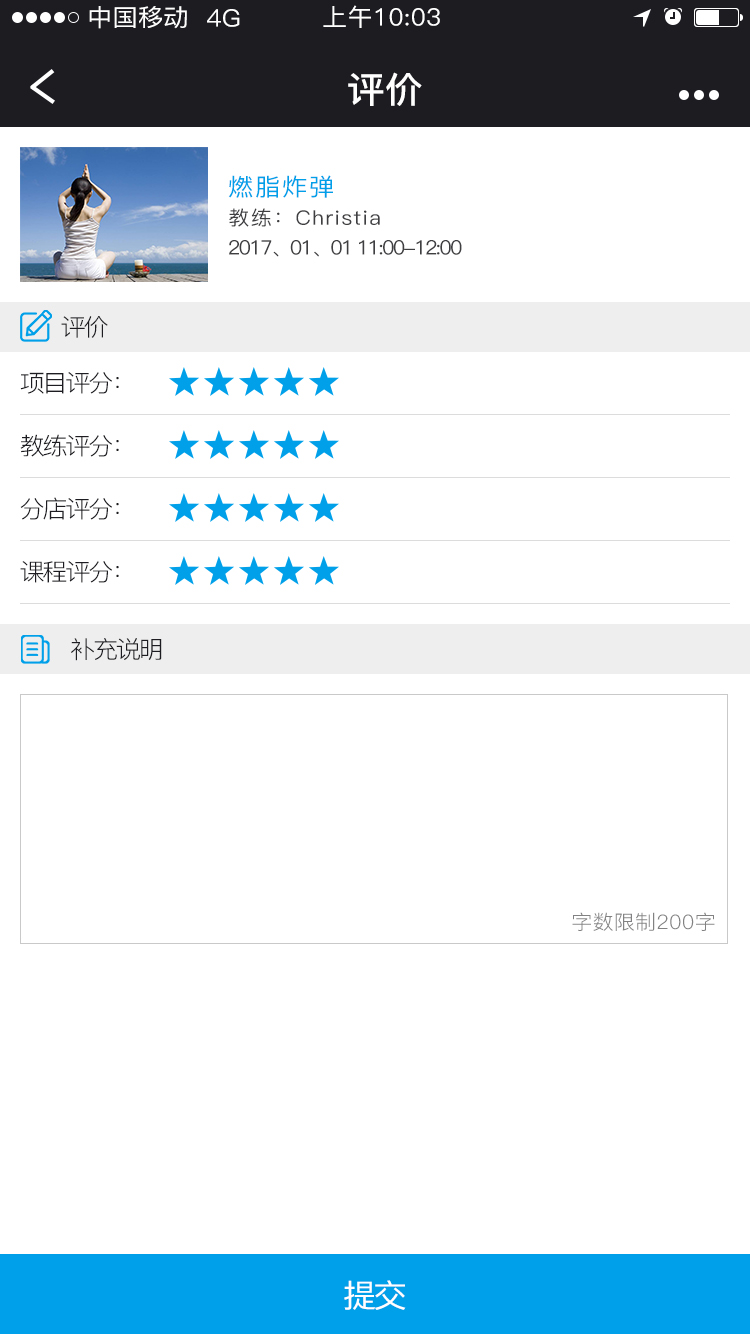 中国移动 4G 上午10:03
评价
燃脂炸弹
教练：Christia
2017、01、01 11:00—12:00
评价
项目评分：
教练评分：
分店评分：
课程评分：
补充说明
字数限制200字
提交